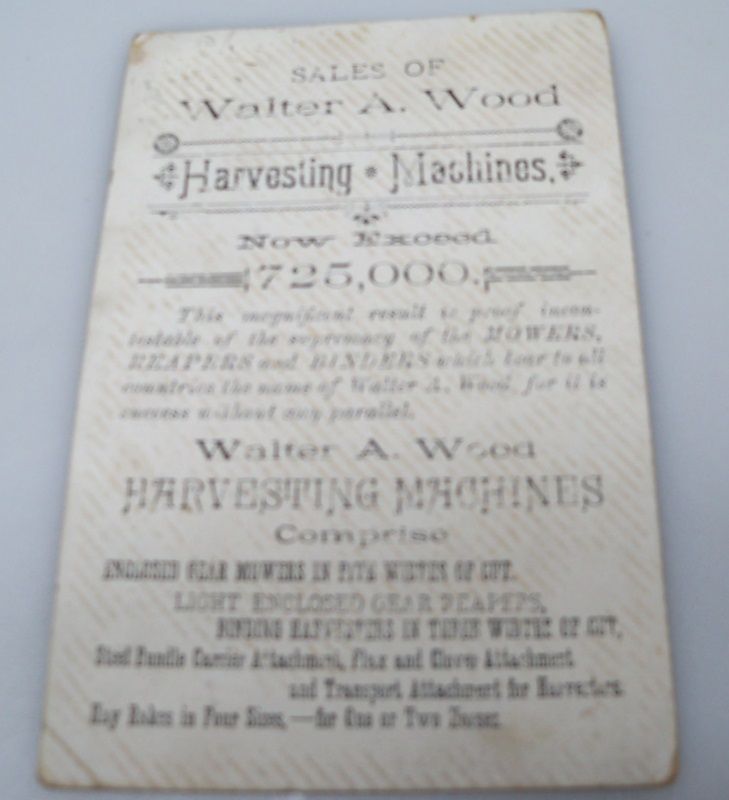 SALES OF
Walter A. Wood
Harvesting * Machines,
Now Exceed
725,000.
This magnificent result is proof incon-
testable of the supremacy of the MOWERS,
REAPERS and BINDERS which bear to all
countries the name of Walter A. Wood, for it is
success without any parallel.
Walter A. Wood
HARVESTING MACHINES
Comprise
ENCLOSED GEAR MOWERS IN FIVE WIDTHS OF CUT.
LIGHT ENCLOSED GEAR REAPERS,
BINDING HARVESTERS IN THREE WIDTHS OF CUT,
Steel Bundle Carrier Attachment, Flax and Clover Attachment
and Transport Attachment for Harvesters
Hay Rakes in Four Sizes,—for One or Two Horses.